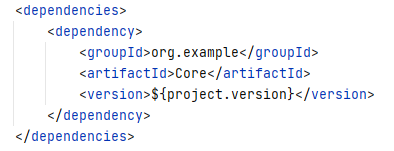 <dependencies>
    <dependency>
        <groupId>org.example</groupId>
        <artifactId>Core</artifactId>
        <version>${project.version}</version>
    </dependency>
</dependencies>